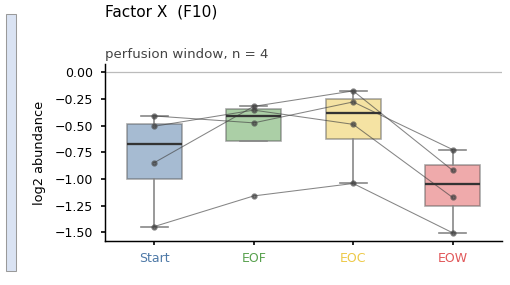 Factor X (F10)
perfusion window, n = 4
log2 abundance
0.00
−0.25
−0.50
−0.75
−1.00
−1.25
−1.50
Start EOF EOC EOW